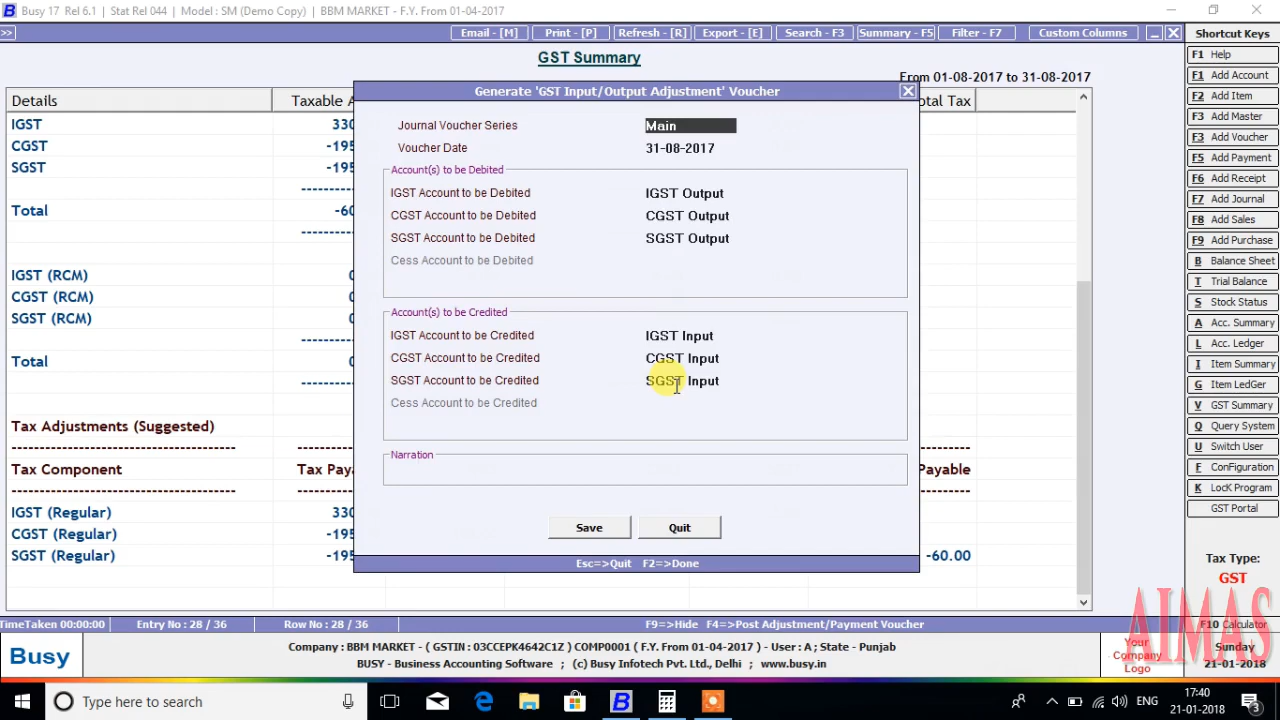 Busy 17 Rel 6.1 | Stat Rel 044 | Model : SM (Demo Copy) | BBM MARKET - F.Y. From 01-04-2017
>> Email - [M] Print - [P] Refresh - [R] Export - [E] Search - F3 Summary - F5 Filter - F7 Custom Columns
GST Summary
From 01-08-2017 to 31-08-2017
Details Taxable A otal Tax
IGST 330
CGST -195
SGST -195
Total -60
IGST (RCM) 0
CGST (RCM) 0
SGST (RCM) 0
Total 0
Tax Adjustments (Suggested)
Tax Component Tax Pay Payable
IGST (Regular) 330
CGST (Regular) -195
SGST (Regular) -195 -60.00
Generate 'GST Input/Output Adjustment' Voucher
Journal Voucher Series Main
Voucher Date 31-08-2017
Account(s) to be Debited
IGST Account to be Debited IGST Output
CGST Account to be Debited CGST Output
SGST Account to be Debited SGST Output
Cess Account to be Debited
Account(s) to be Credited
IGST Account to be Credited IGST Input
CGST Account to be Credited CGST Input
SGST Account to be Credited SGST Input
Cess Account to be Credited
Narration
Save Quit
Esc=>Quit F2=>Done
Shortcut Keys
F1 Help
F1 Add Account
F2 Add Item
F3 Add Master
F3 Add Voucher
F5 Add Payment
F6 Add Receipt
F7 Add Journal
F8 Add Sales
F9 Add Purchase
B Balance Sheet
T Trial Balance
S Stock Status
A Acc. Summary
L Acc. Ledger
I Item Summary
G Item LedGer
V GST Summary
Q Query System
U Switch User
F ConFiguration
K LocK Program
GST Portal
Tax Type:
GST
F10 Calculator
Sunday
21-01-2018
TimeTaken 00:00:00 Entry No : 28 / 36 Row No : 28 / 36 F9=>Hide F4=>Post Adjustment/Payment Voucher
Busy
Company : BBM MARKET - ( GSTIN : 03CCEPK4642C1Z ) COMP0001 ( F.Y. From 01-04-2017 ) - User : A ; State - Punjab
BUSY - Business Accounting Software ; (c) Busy Infotech Pvt. Ltd., Delhi ; www.busy.in
Your
Company
Logo
AIMAS
Type here to search
ENG
17:40
21-01-2018
3